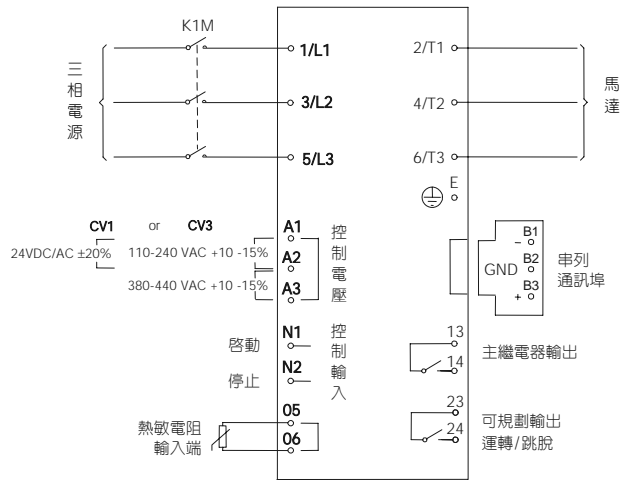 K1M
三相電源
1/L1
3/L2
5/L3
2/T1
4/T2
6/T3
馬達
E
CV1 or CV3
24VDC/AC ±20%
110-240 VAC +10 -15%
380-440 VAC +10 -15%
A1
A2
A3
控制電壓
B1
−
GND
B2
B3
+
串列
通訊埠
啓動
停止
N1
N2
控制輸入
13
14
主繼電器輸出
熱敏電阻
輸入端
05
06
23
24
可規劃輸出
運轉/跳脫